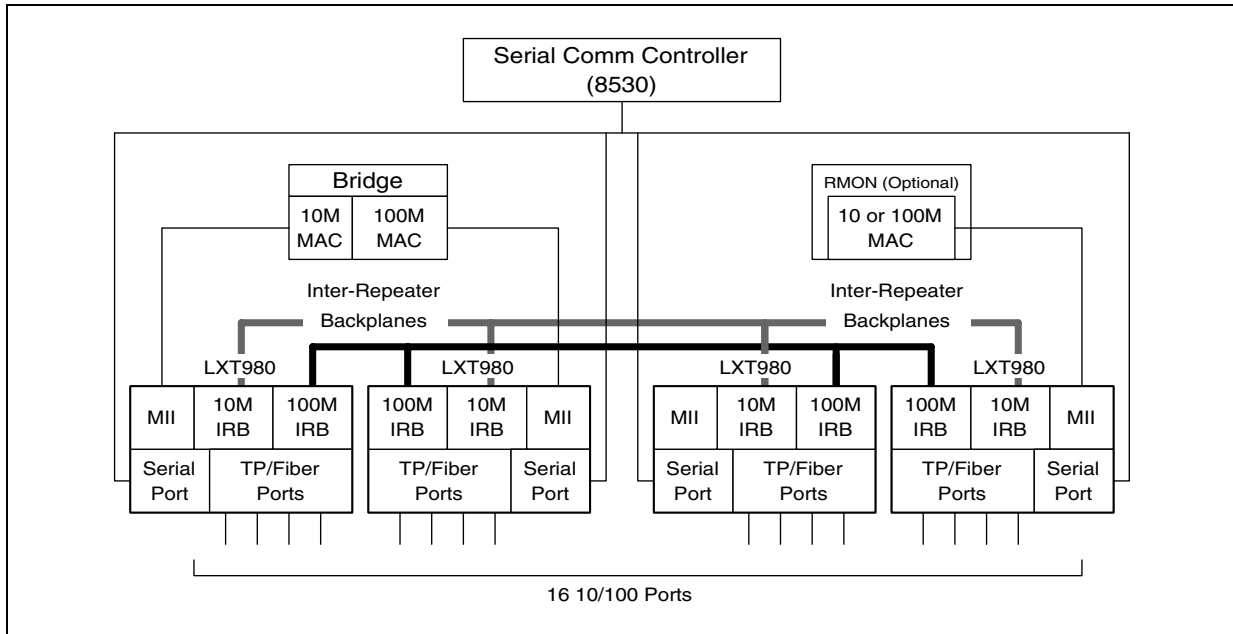 Serial Comm Controller
(8530)
Bridge
10M
MAC
100M
MAC
RMON (Optional)
10 or 100M
MAC
Inter-Repeater
Backplanes
Inter-Repeater
Backplanes
LXT980
LXT980
LXT980
LXT980
MII
10M
IRB
100M
IRB
Serial
Port
TP/Fiber
Ports
100M
IRB
10M
IRB
MII
TP/Fiber
Ports
Serial
Port
MII
10M
IRB
100M
IRB
Serial
Port
TP/Fiber
Ports
100M
IRB
10M
IRB
MII
TP/Fiber
Ports
Serial
Port
16 10/100 Ports